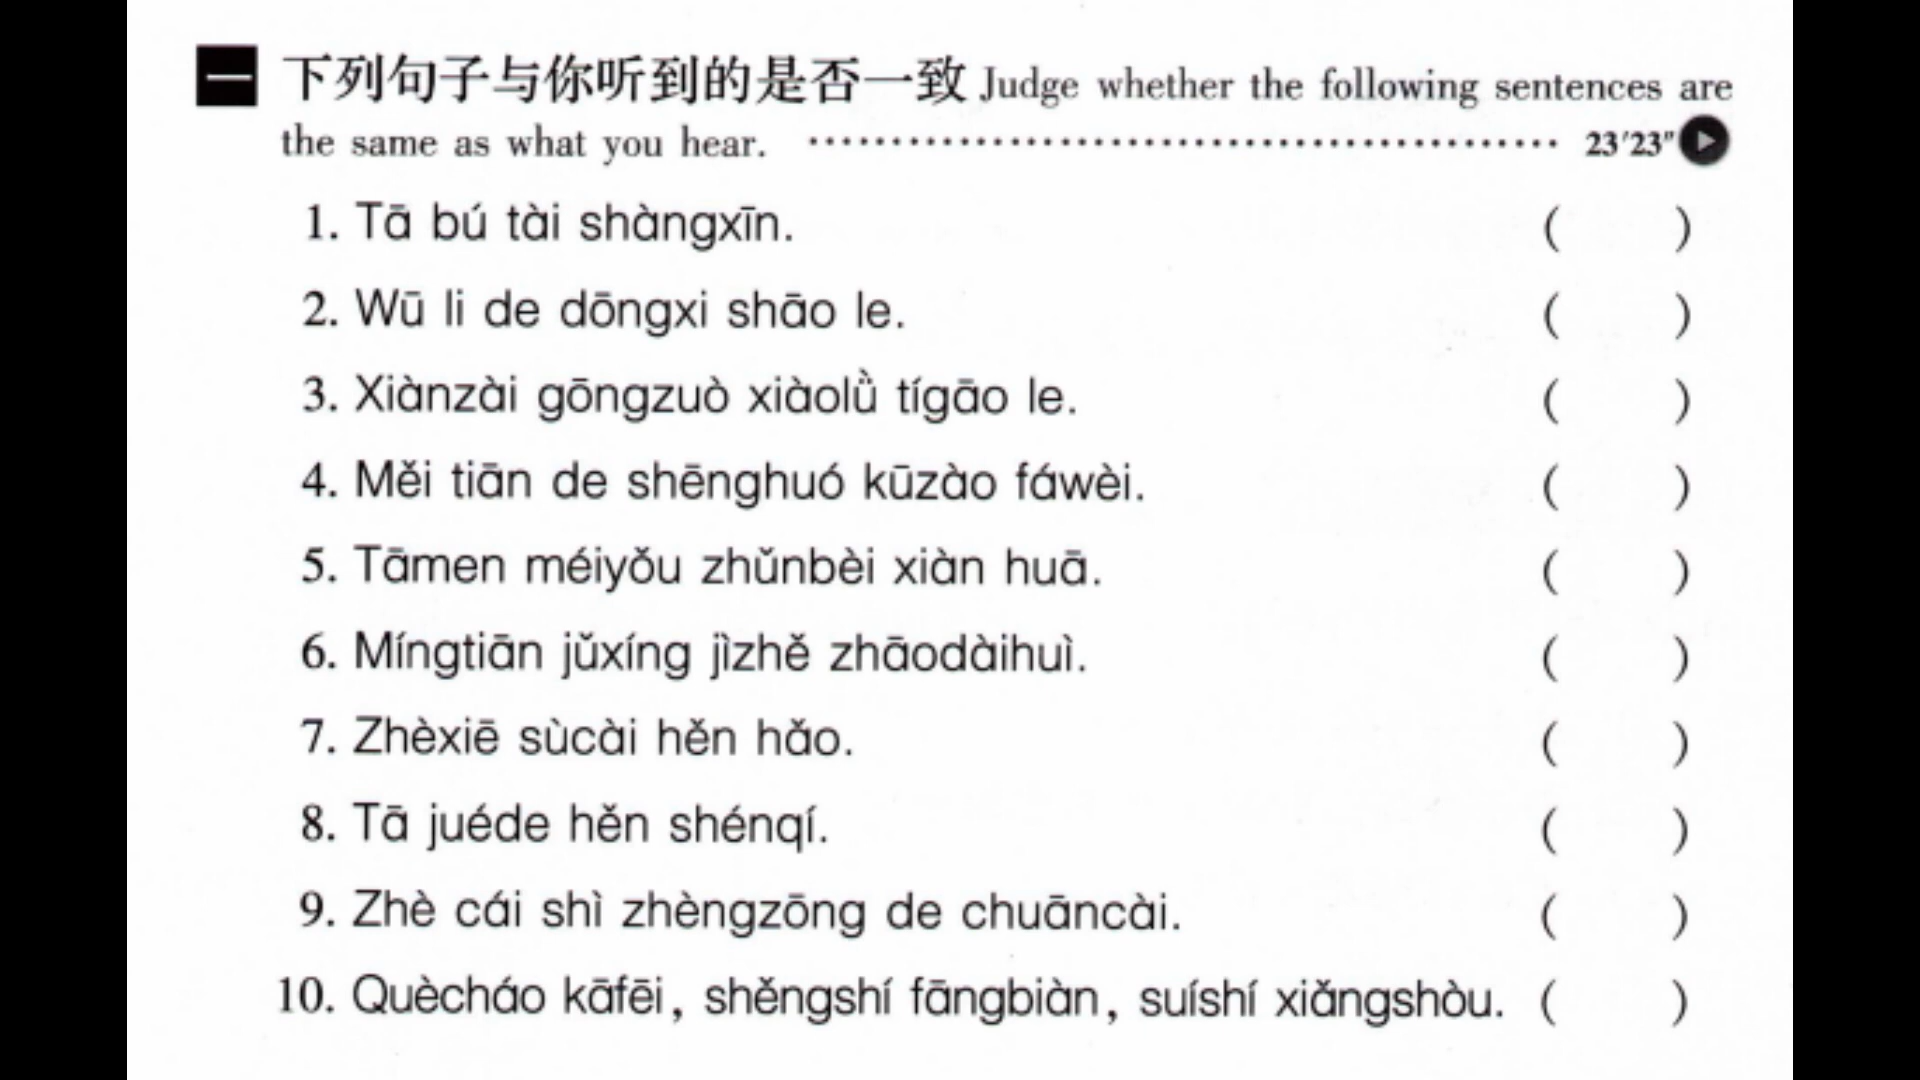 一 下列句子与你听到的是否一致 Judge whether the following sentences are
the same as what you hear. ················································ 23′23″
1. Tā bú tài shàngxīn. ( )
2. Wū li de dōngxi shāo le. ( )
3. Xiànzài gōngzuò xiàolǜ tígāo le. ( )
4. Měi tiān de shēnghuó kūzào fáwèi. ( )
5. Tāmen méiyǒu zhǔnbèi xiàn huā. ( )
6. Míngtiān jǔxíng jìzhě zhāodàihuì. ( )
7. Zhèxiē sùcài hěn hǎo. ( )
8. Tā juéde hěn shénqí. ( )
9. Zhè cái shì zhèngzōng de chuāncài. ( )
10. Quècháo kāfēi, shěngshí fāngbiàn, suíshí xiǎngshòu. ( )